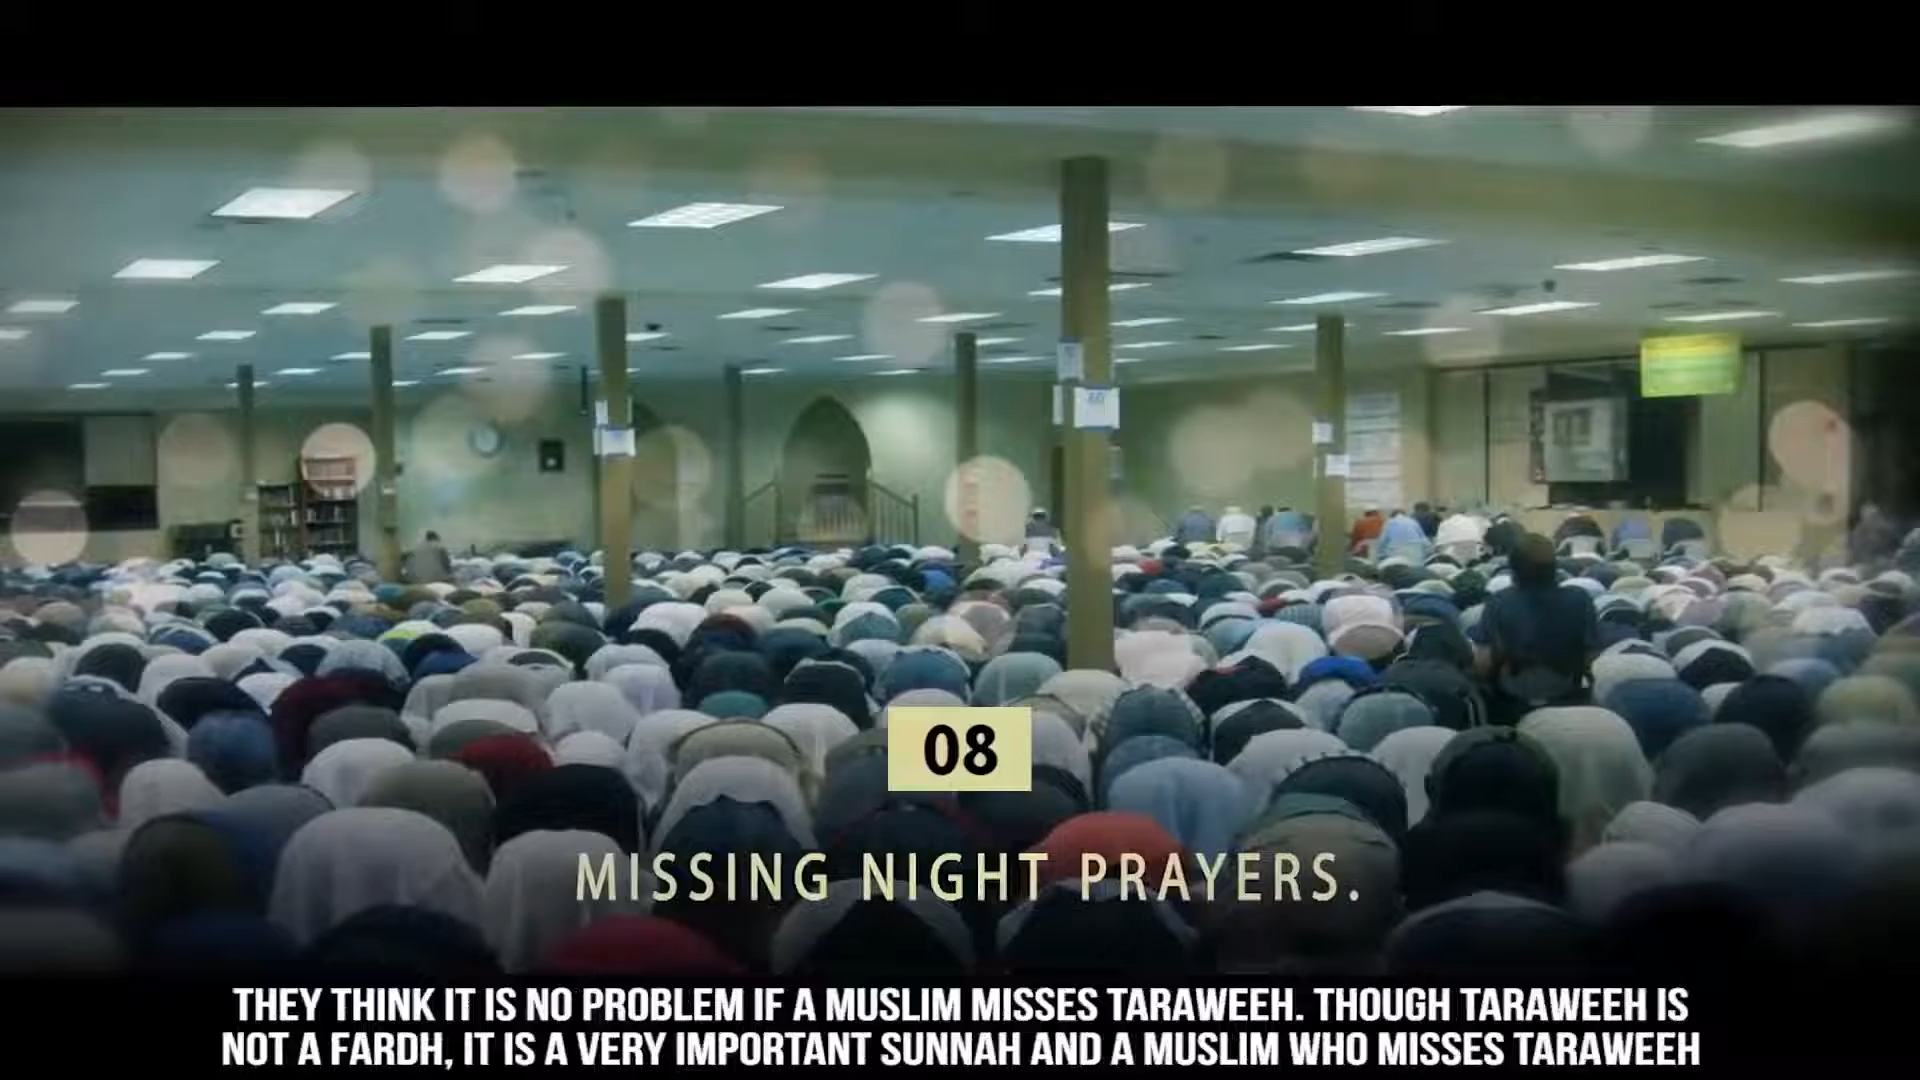 08
MISSING NIGHT PRAYERS.
THEY THINK IT IS NO PROBLEM IF A MUSLIM MISSES TARAWEEH. THOUGH TARAWEEH IS
NOT A FARDH, IT IS A VERY IMPORTANT SUNNAH AND A MUSLIM WHO MISSES TARAWEEH